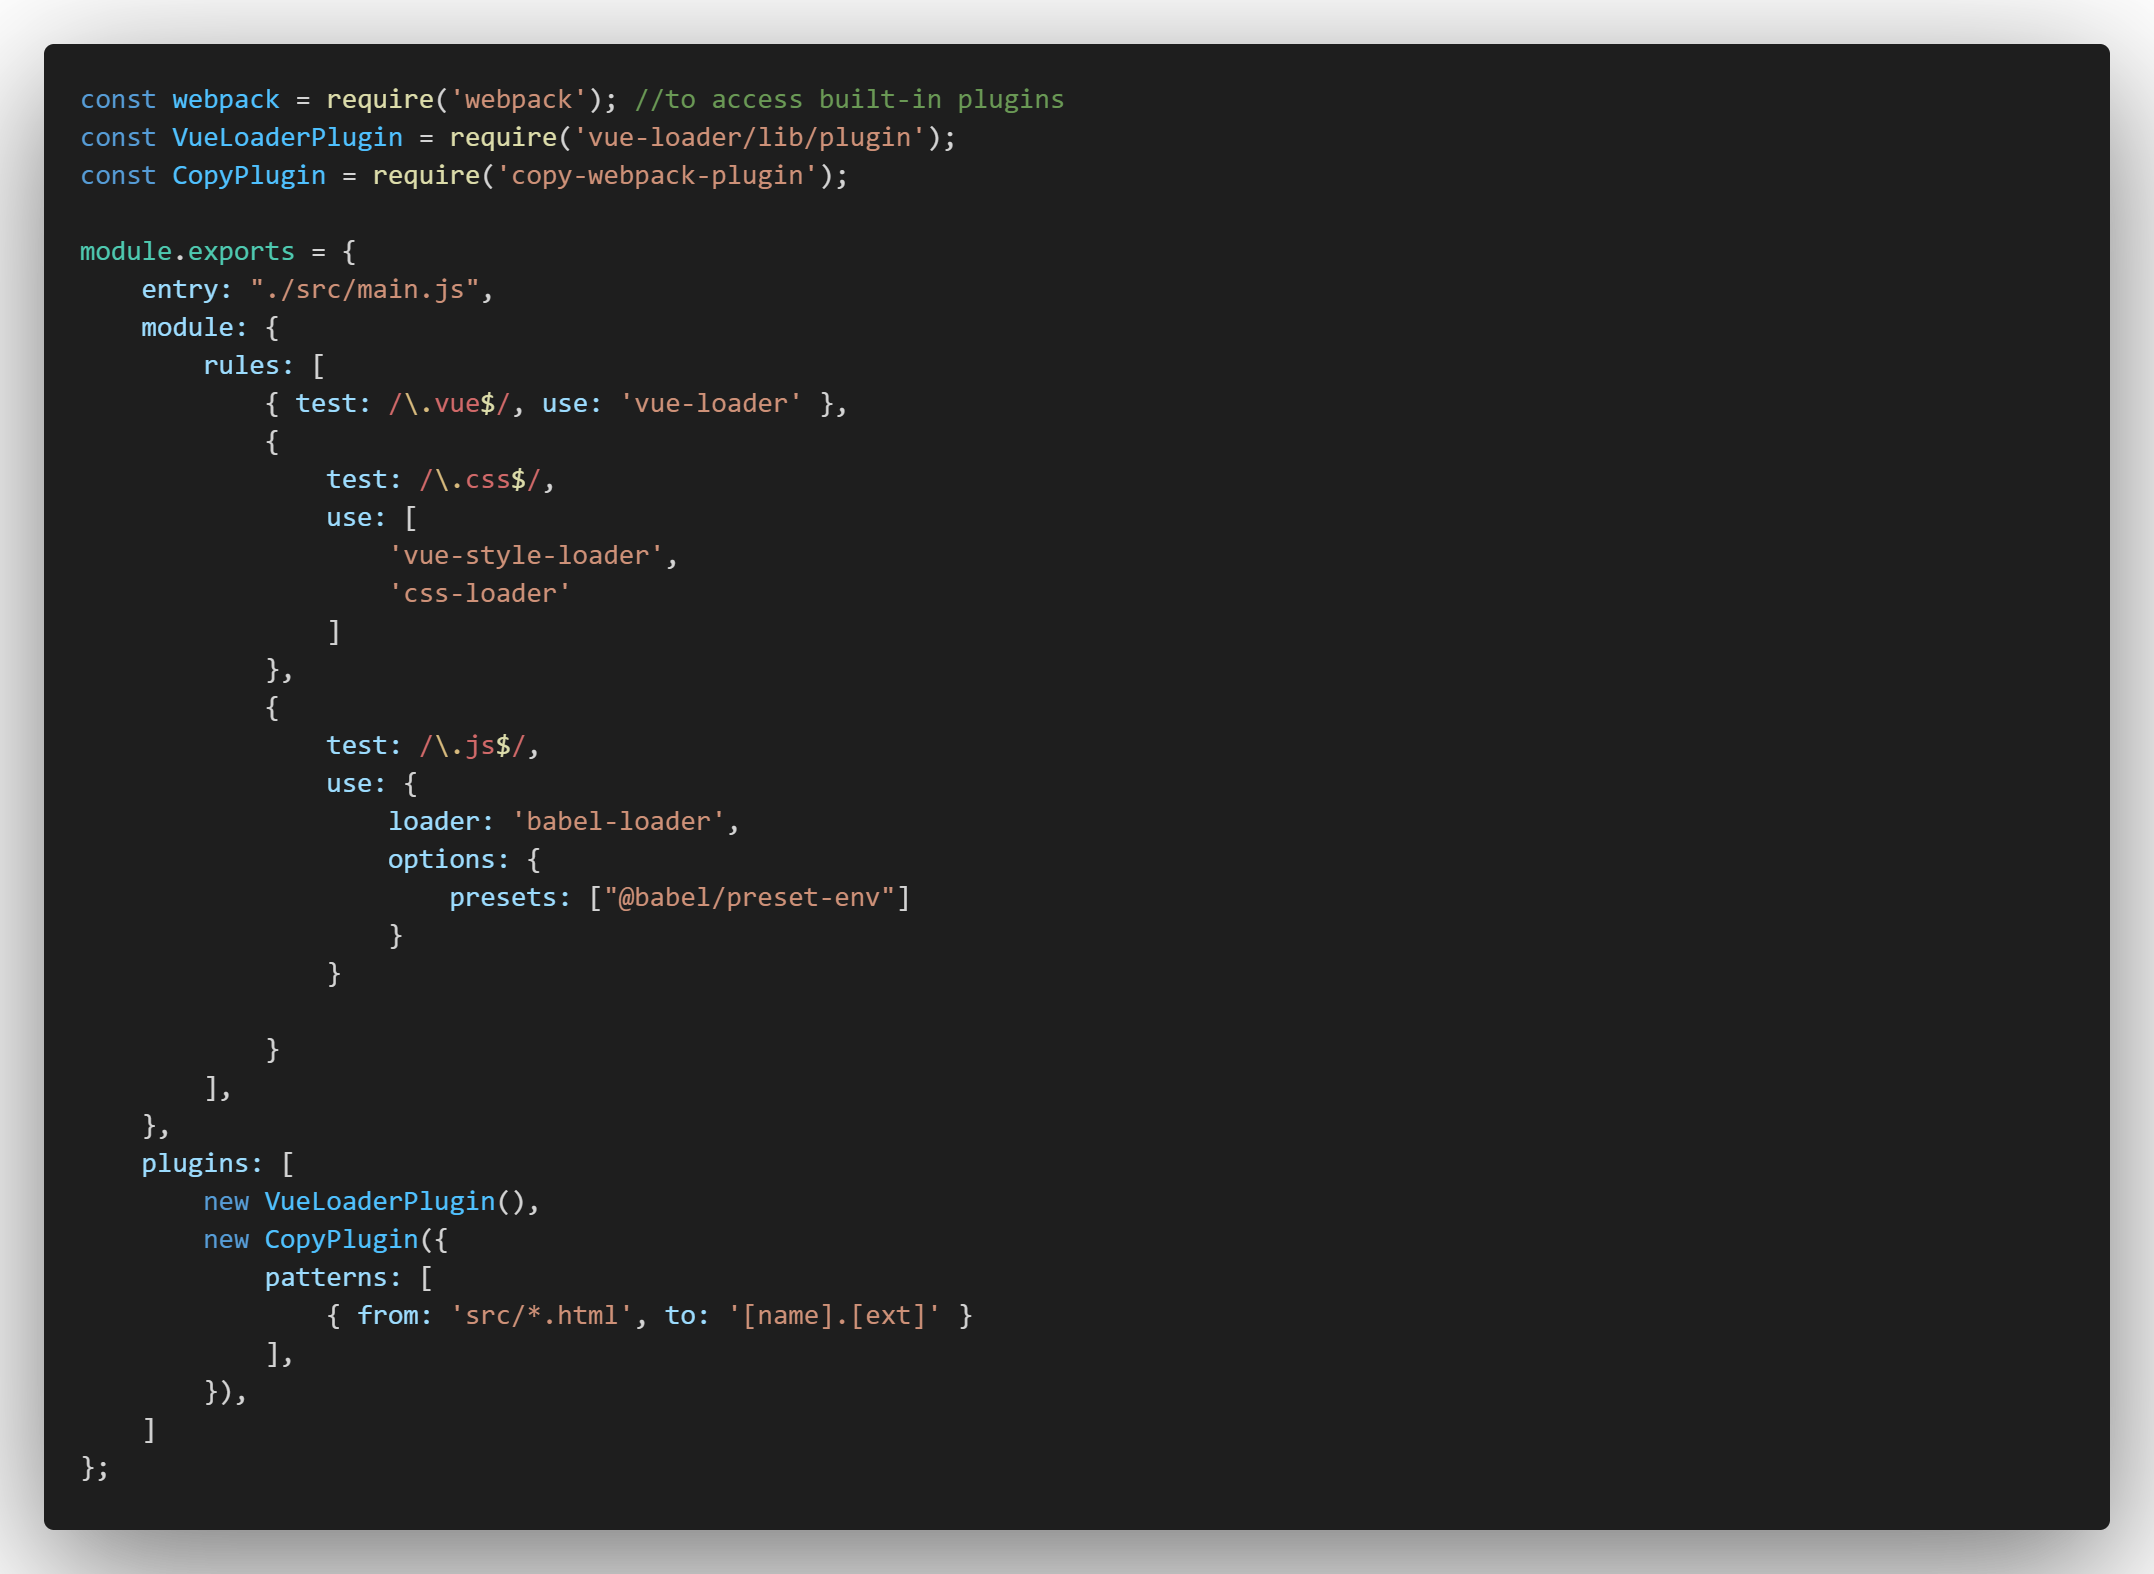 const webpack = require('webpack'); //to access built-in plugins
const VueLoaderPlugin = require('vue-loader/lib/plugin');
const CopyPlugin = require('copy-webpack-plugin');

module.exports = {
    entry: "./src/main.js",
    module: {
        rules: [
            { test: /\.vue$/, use: 'vue-loader' },
            {
                test: /\.css$/,
                use: [
                    'vue-style-loader',
                    'css-loader'
                ]
            },
            {
                test: /\.js$/,
                use: {
                    loader: 'babel-loader',
                    options: {
                        presets: ["@babel/preset-env"]
                    }
                }

            }
        ],
    },
    plugins: [
        new VueLoaderPlugin(),
        new CopyPlugin({
            patterns: [
                { from: 'src/*.html', to: '[name].[ext]' }
            ],
        }),
    ]
};